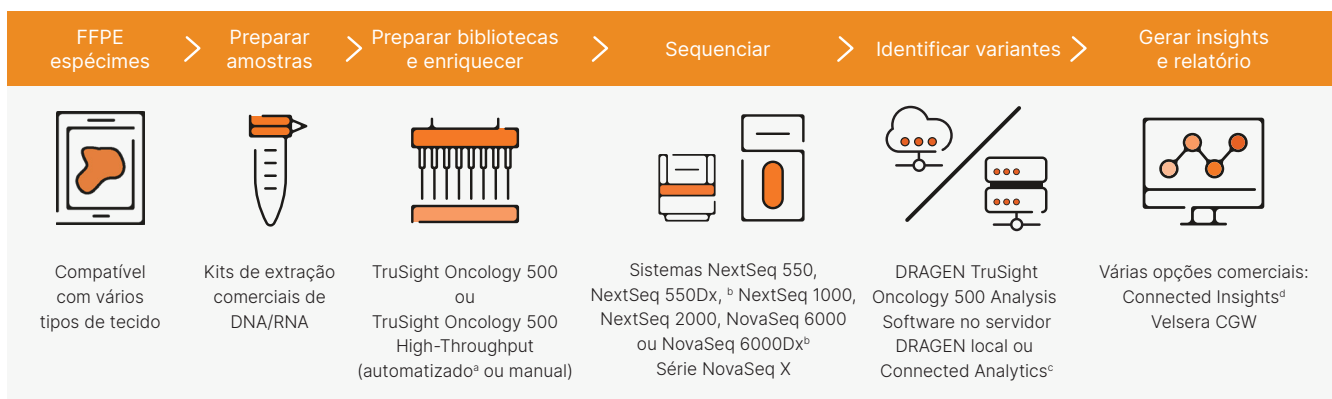 FFPE
espécimes
Preparar
amostras
Preparar bibliotecas
e enriquecer
Sequenciar
Identificar variantes
Gerar insights
e relatório
Compatível
com vários
tipos de tecido
Kits de extração
comerciais de
DNA/RNA
TruSight Oncology 500
ou
TruSight Oncology 500
High-Throughput
(automatizadoᵃ ou manual)
Sistemas NextSeq 550,
NextSeq 550Dx, ᵇ NextSeq 1000,
NextSeq 2000, NovaSeq 6000
ou NovaSeq 6000Dxᵇ
Série NovaSeq X
DRAGEN TruSight
Oncology 500 Analysis
Software no servidor
DRAGEN local ou
Connected Analyticsᶜ
Várias opções comerciais:
Connected Insightsᵈ
Velsera CGW